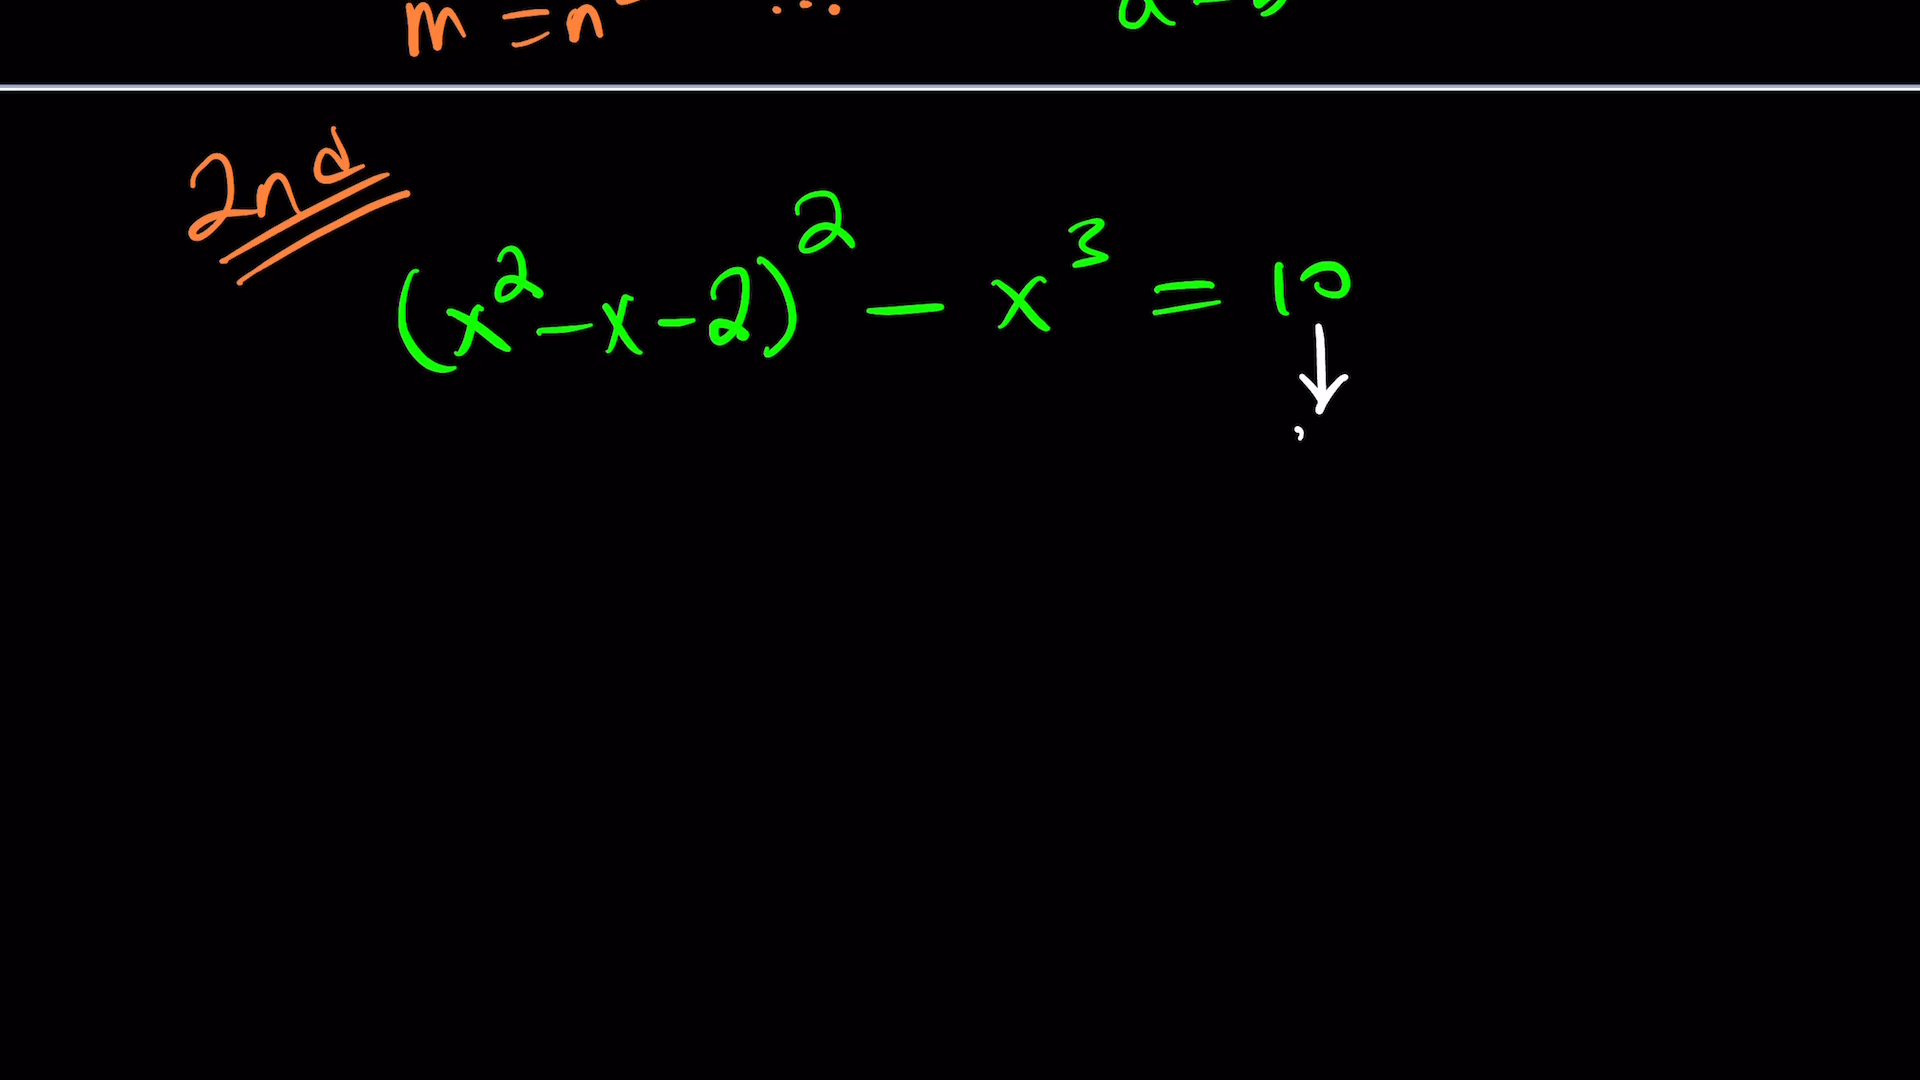 m = n ...
2nd
(x² - x - 2)² - x³ = 10